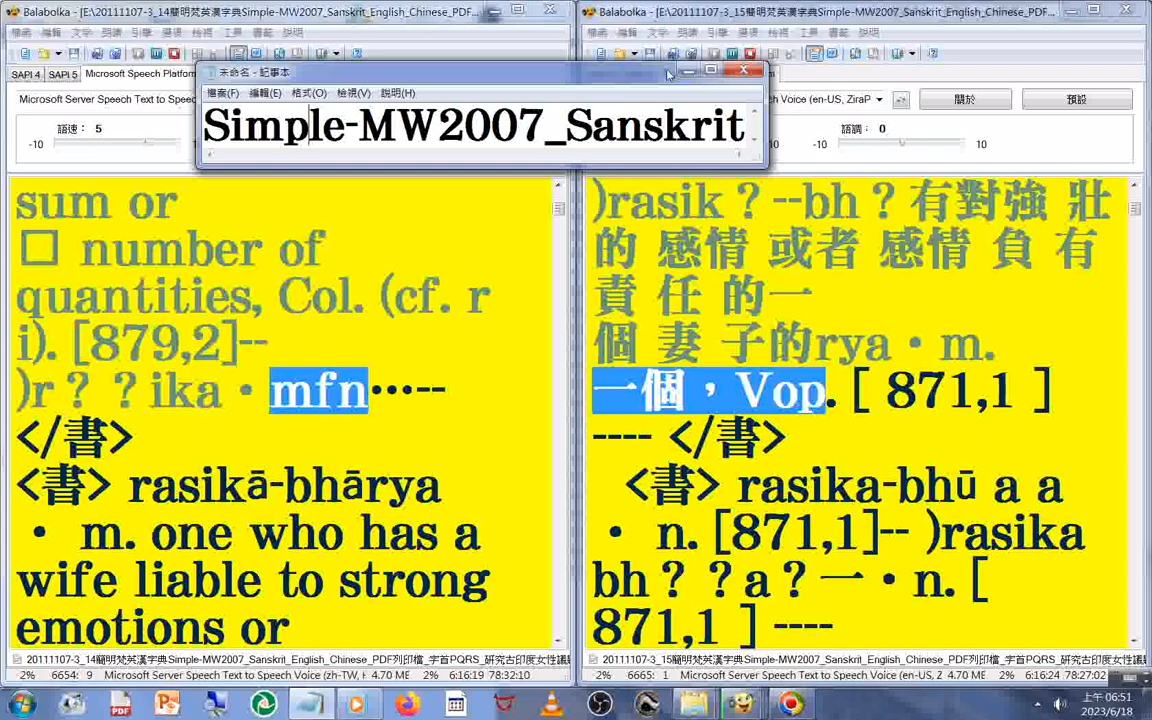 Balabolka - [E:\20111107-3_14簡明梵英漢字典Simple-MW2007_Sanskrit_English_Chinese_PDF...
Balabolka - [E:\20111107-3_15簡明梵英漢字典Simple-MW2007_Sanskrit_English_Chinese_PDF...
SAPI 4 SAPI 5 Microsoft Speech Platform
未命名 - 記事本
檔案(F) 編輯(E) 格式(O) 檢視(V) 說明(H)
Simple-MW2007_Sanskrit
Microsoft Server Speech Text to Speech
Voice (en-US, ZiraP
關於
預設
語速： 5
語調： 0
-10
-10 10
sum or
□ number of
quantities, Col. (cf. r
i). [879,2]--
)r？？ika • mfn…--
</書>
<書> rasikā-bhārya
• m. one who has a
wife liable to strong
emotions or
)rasik？--bh？有對強 壯
的 感情 或者 感情 負 有
責 任 的一
個 妻 子的rya • m.
一個，Vop. [ 871,1 ]
---- </書>
<書> rasika-bhū a a
• n. [871,1]-- )rasika
bh？？a？一 • n. [
871,1 ] ----
20111107-3_14簡明梵英漢字典Simple-MW2007_Sanskrit_English_Chinese_PDF列印檔_字首PQRS_研究古印度女性議
20111107-3_15簡明梵英漢字典Simple-MW2007_Sanskrit_English_Chinese_PDF列印檔_字首PQRS_研究古印度女性議
2% 6654: 9 Microsoft Server Speech Text to Speech Voice (zh-TW, H 4.70 ME 2% 6:16:19 78:32:10
2% 6665: 1 Microsoft Server Speech Text to Speech Voice (en-US, Z 4.70 ME 2% 6:16:24 78:27:02
上午 06:51
2023/6/18